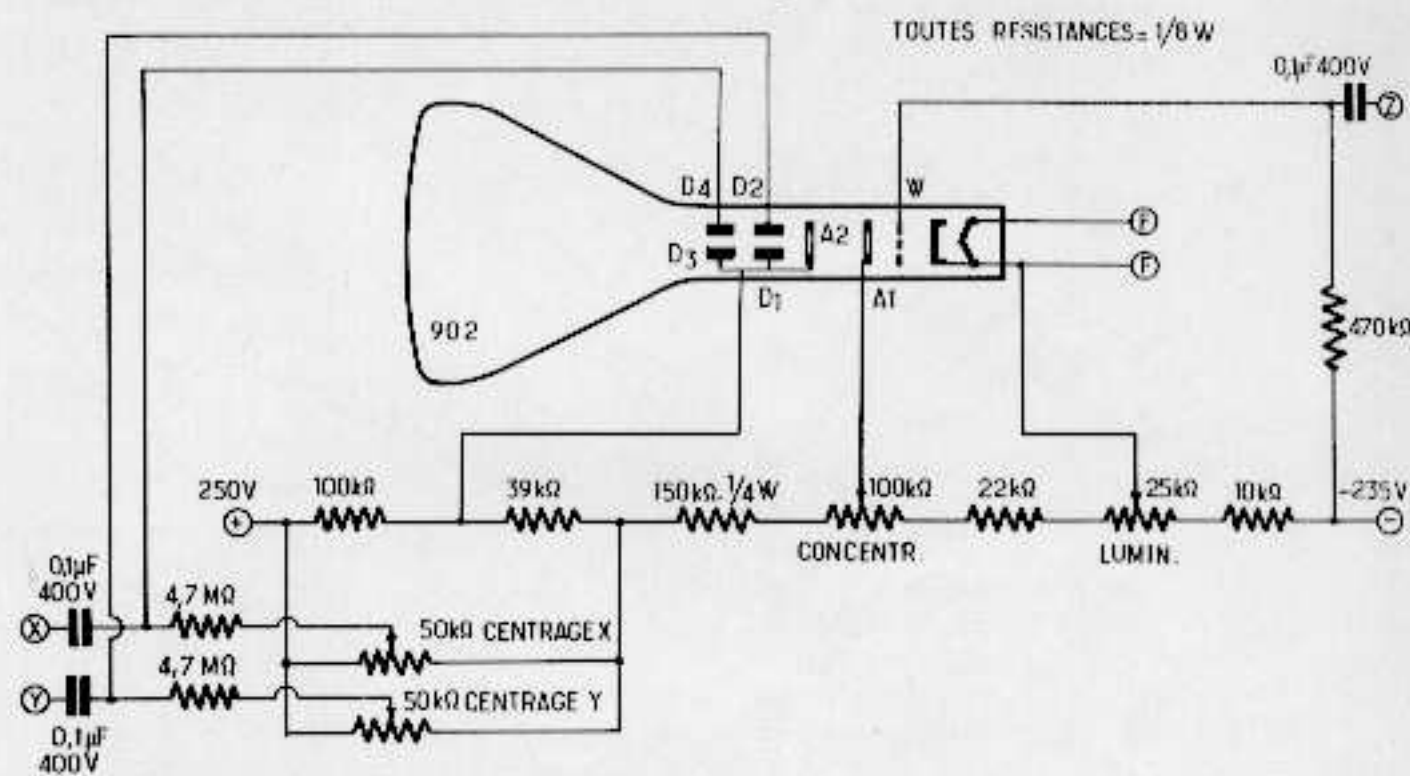 TOUTES RESISTANCES= 1/8 W
0,1µF 400V
Z
D4 D2 W
A2
F
D3
F
D1 A1
902
470kΩ
250V 100kΩ 39kΩ 150kΩ-1/4W 100kΩ 22kΩ 25kΩ 10kΩ -235V
+ -
CONCENTR LUMIN.
0,1µF
400V
4,7 MΩ
X 50kΩ CENTRAGE X
4,7 MΩ
Y 50kΩ CENTRAGE Y
0,1µF
400V